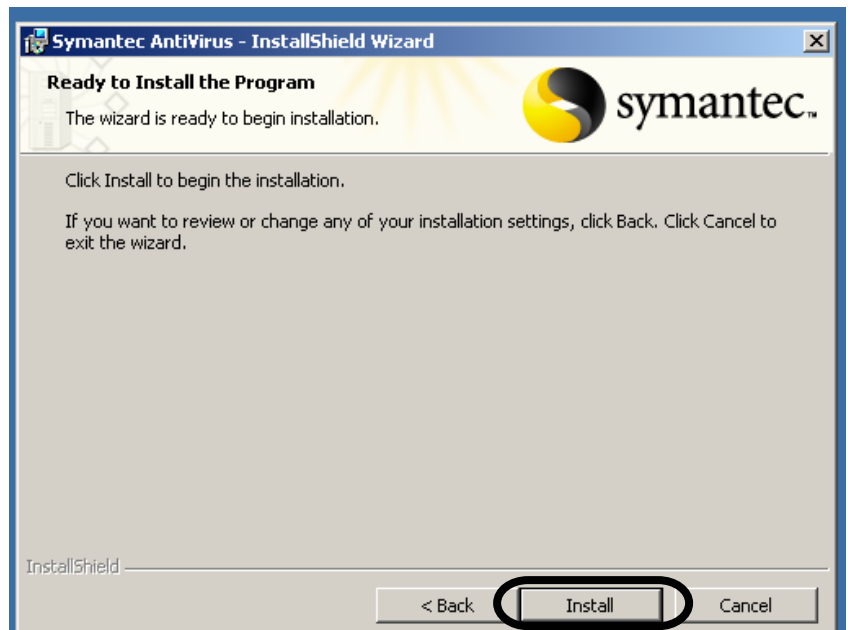 Symantec AntiVirus - InstallShield Wizard
Ready to Install the Program
The wizard is ready to begin installation.
symantec™
Click Install to begin the installation.
If you want to review or change any of your installation settings, click Back. Click Cancel to
exit the wizard.
InstallShield
< Back
Install
Cancel